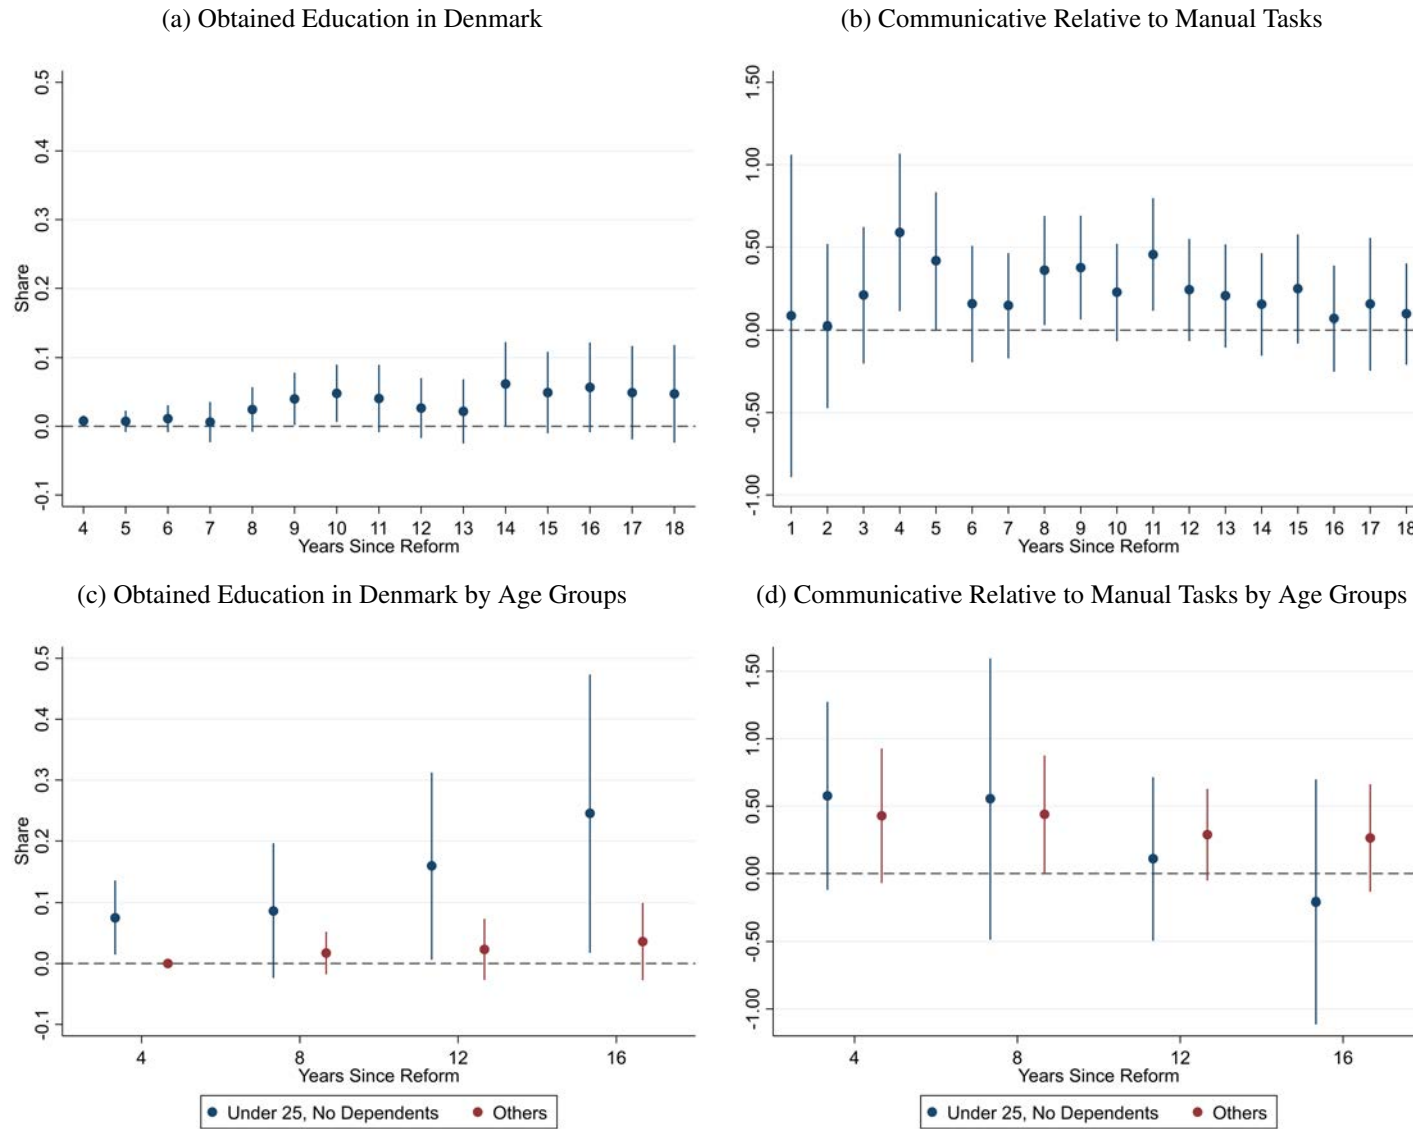 (a) Obtained Education in Denmark
Share
0.5
0.4
0.3
0.2
0.1
0.0
-0.1
4 5 6 7 8 9 10 11 12 13 14 15 16 17 18
Years Since Reform
(b) Communicative Relative to Manual Tasks
1.50
1.00
0.50
0.00
-0.50
-1.00
1 2 3 4 5 6 7 8 9 10 11 12 13 14 15 16 17 18
Years Since Reform
(c) Obtained Education in Denmark by Age Groups
Share
0.5
0.4
0.3
0.2
0.1
0.0
-0.1
4 8 12 16
Years Since Reform
Under 25, No Dependents Others
(d) Communicative Relative to Manual Tasks by Age Groups
1.50
1.00
0.50
0.00
-0.50
-1.00
4 8 12 16
Years Since Reform
Under 25, No Dependents Others